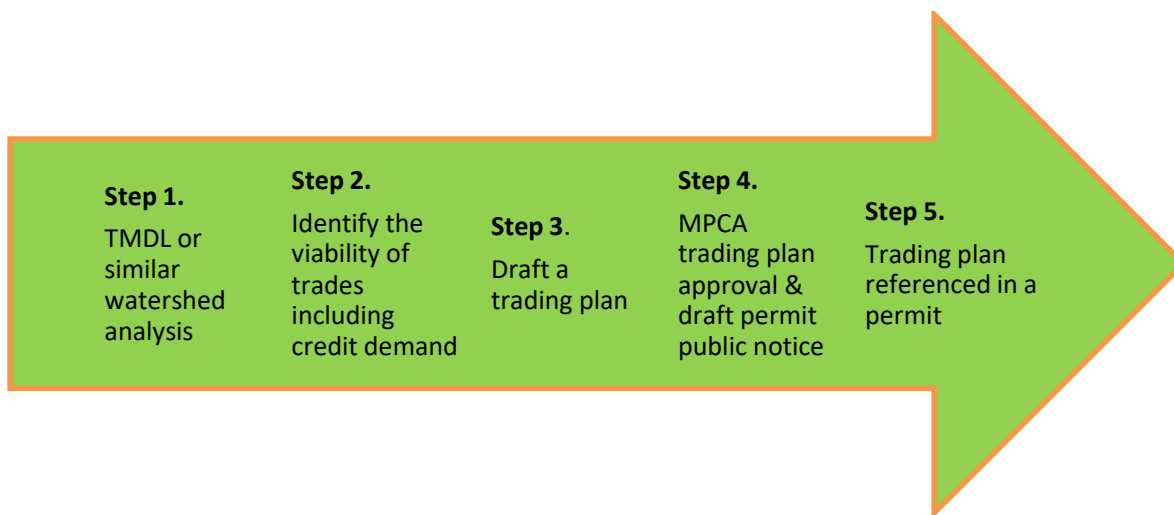 Step 1.
TMDL or
similar
watershed
analysis
Step 2.
Identify the
viability of
trades
including
credit demand
Step 3.
Draft a
trading plan
Step 4.
MPCA
trading plan
approval &
draft permit
public notice
Step 5.
Trading plan
referenced in a
permit